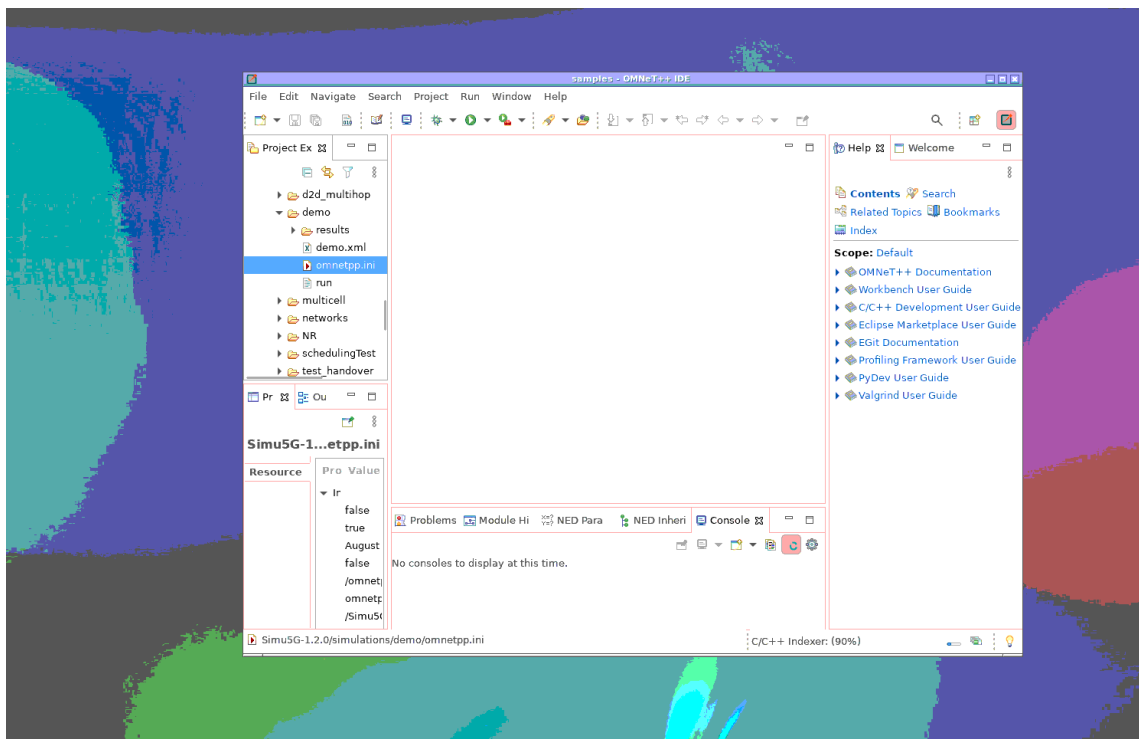 samples - OMNeT++ IDE
File Edit Navigate Search Project Run Window Help
Project Ex
d2d_multihop
demo
results
demo.xml
omnetpp.ini
run
multicell
networks
NR
schedulingTest
test_handover
Pr Ou
Simu5G-1...etpp.ini
Resource
Pro Value
Ir
false
true
August
false
/omnet
omnetp
/Simu5
Problems Module Hi NED Para NED Inheri Console
No consoles to display at this time.
Help Welcome
Contents Search
Related Topics Bookmarks
Index
Scope: Default
OMNeT++ Documentation
Workbench User Guide
C/C++ Development User Guide
Eclipse Marketplace User Guide
EGit Documentation
Profiling Framework User Guide
PyDev User Guide
Valgrind User Guide
Simu5G-1.2.0/simulations/demo/omnetpp.ini
C/C++ Indexer: (90%)